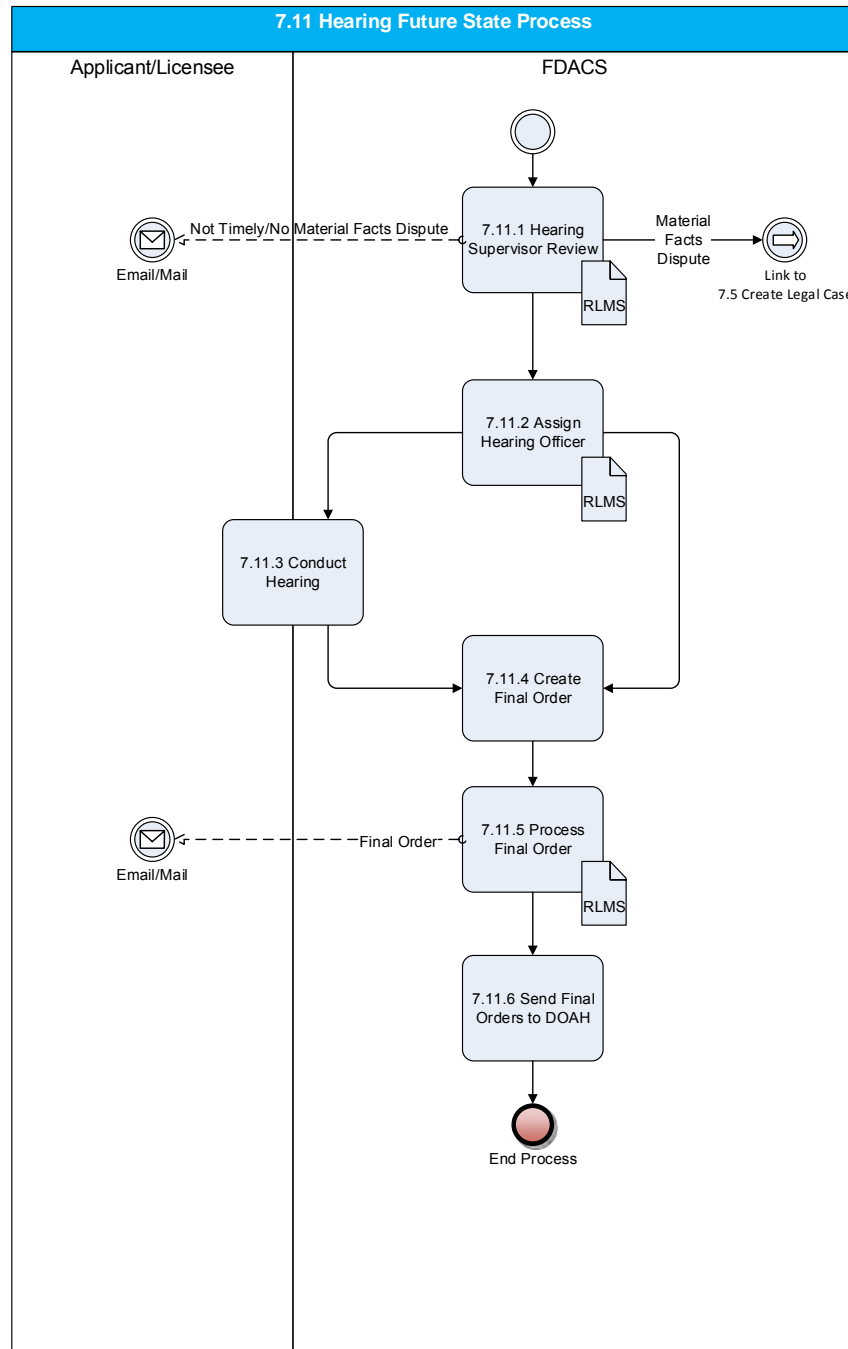 7.11 Hearing Future State Process
Applicant/Licensee
FDACS
Not Timely/No Material Facts Dispute
Email/Mail
7.11.1 Hearing
Supervisor Review
RLMS
Material
Facts
Dispute
Link to
7.5 Create Legal Case
7.11.2 Assign
Hearing Officer
RLMS
7.11.3 Conduct
Hearing
7.11.4 Create
Final Order
Email/Mail
Final Order
7.11.5 Process
Final Order
RLMS
7.11.6 Send Final
Orders to DOAH
End Process